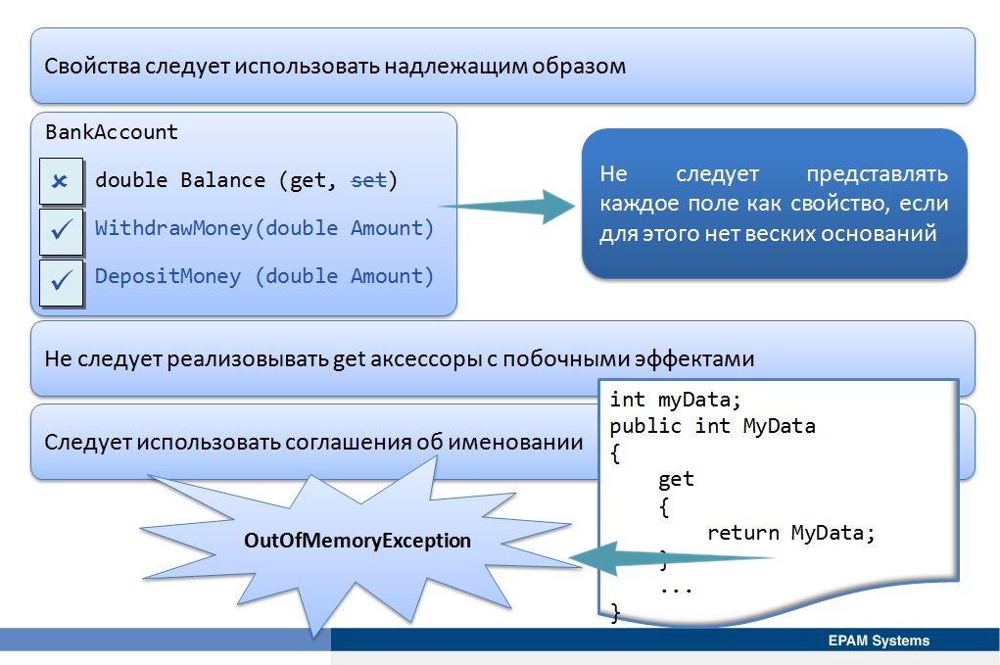 Свойства следует использовать надлежащим образом
BankAccount
double Balance (get, set)
WithdrawMoney(double Amount)
DepositMoney (double Amount)
Не следует представлять
каждое поле как свойство, если
для этого нет веских оснований
Не следует реализовывать get аксессоры с побочными эффектами
Следует использовать соглашения об именовании
int myData;
public int MyData
{
get
{
return MyData;
}
...
}
OutOfMemoryException
EPAM Systems